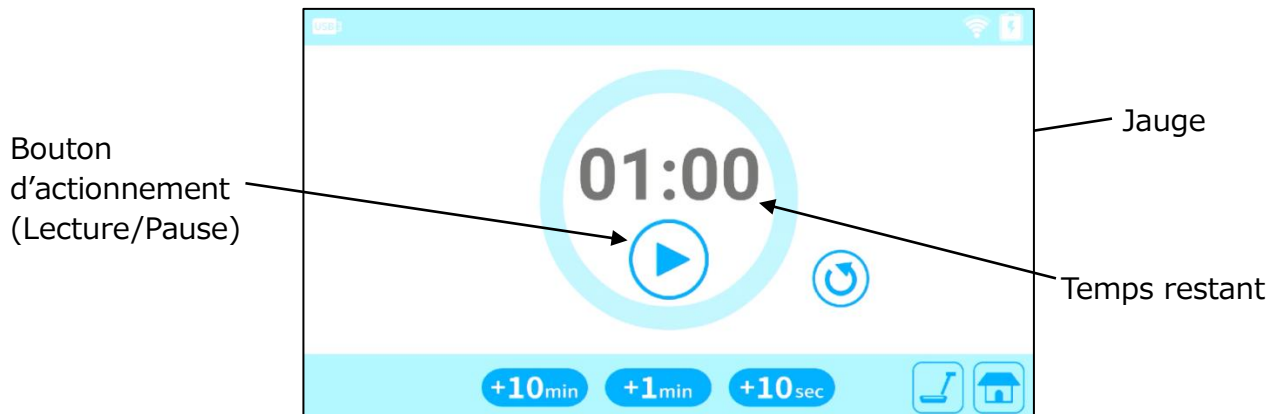 USB
Jauge
Bouton
d’actionnement
(Lecture/Pause)
01:00
Temps restant
+10min +1min +10sec